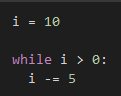 i = 10

while i > 0:
  i -= 5